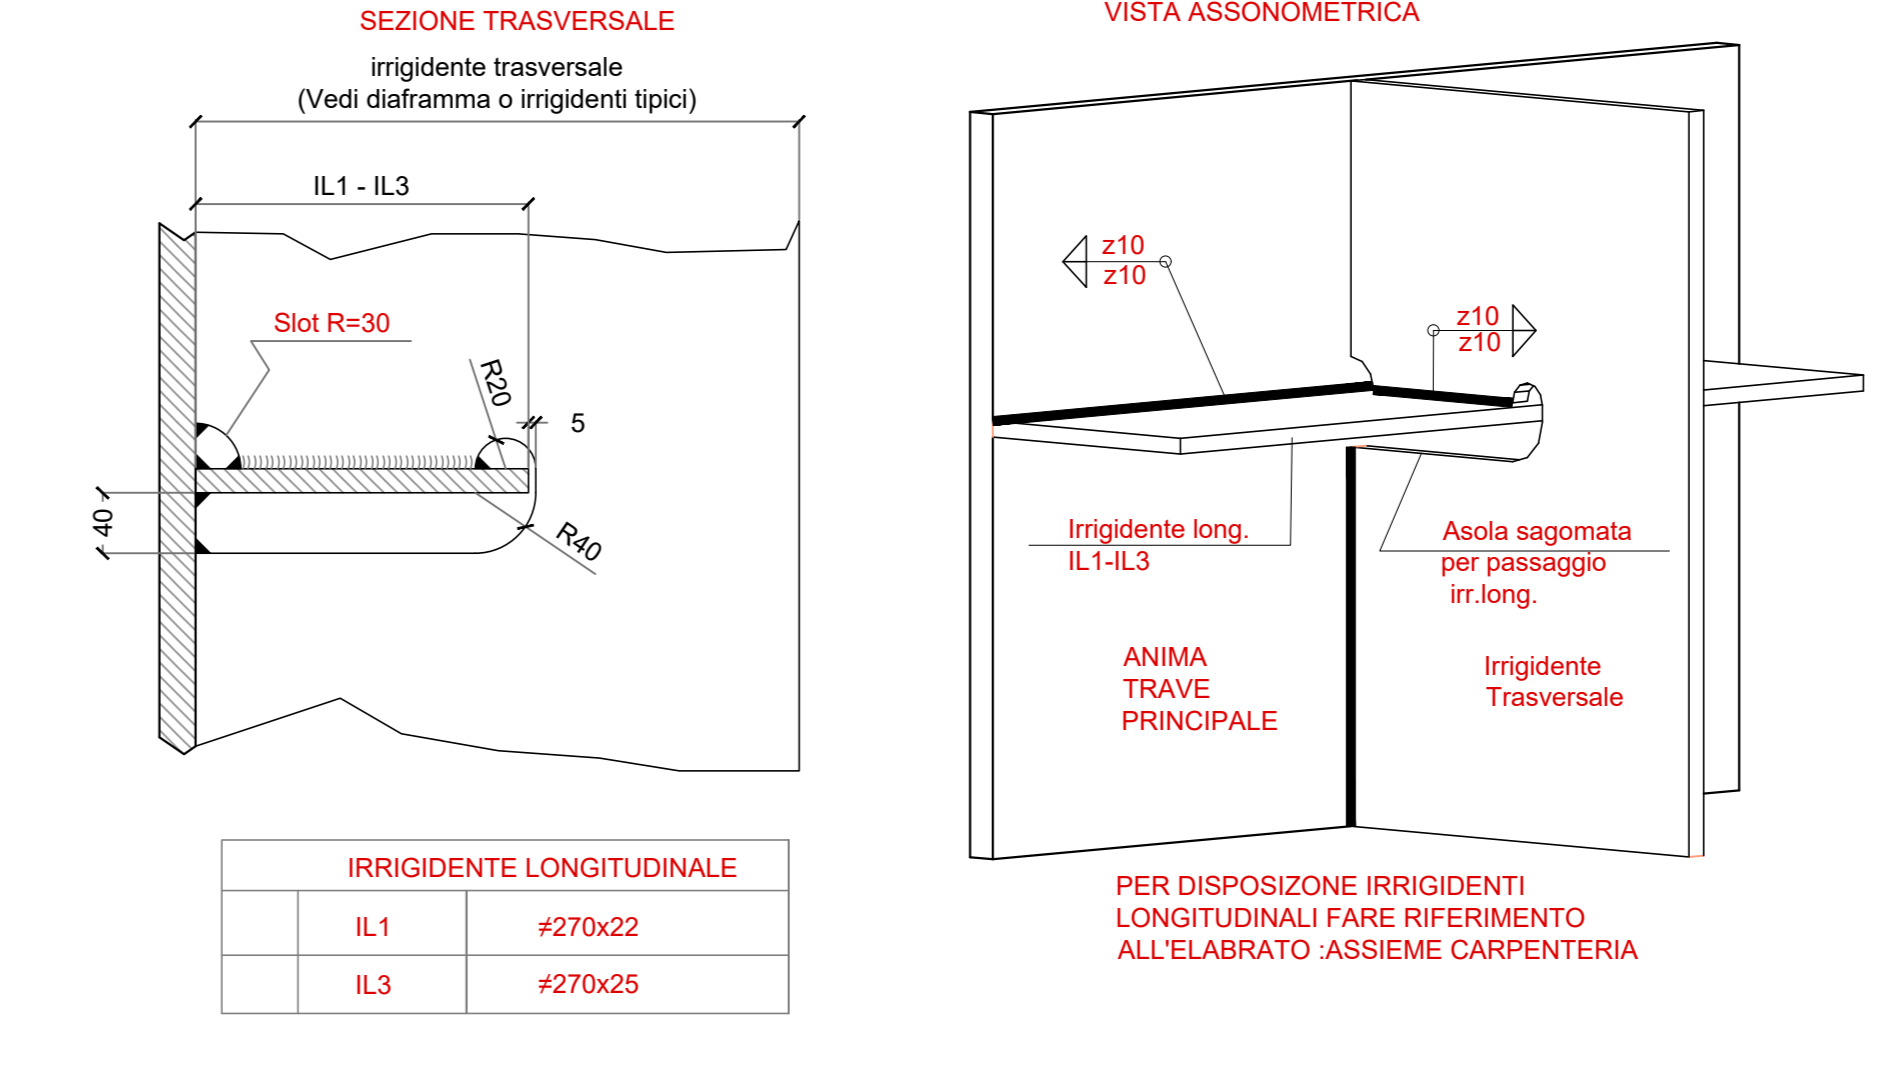 SEZIONE TRASVERSALE
irrigidente trasversale
(Vedi diaframma o irrigidenti tipici)
IL1 - IL3
Slot R=30
R20
5
40
R40
IRRIGIDENTE LONGITUDINALE
IL1 ≠270x22
IL3 ≠270x25
VISTA ASSONOMETRICA
z10
z10
z10
z10
Irrigidente long.
IL1-IL3
Asola sagomata
per passaggio
irr.long.
ANIMA
TRAVE
PRINCIPALE
Irrigidente
Trasversale
PER DISPOSIZONE IRRIGIDENTI
LONGITUDINALI FARE RIFERIMENTO
ALL'ELABRATO :ASSIEME CARPENTERIA